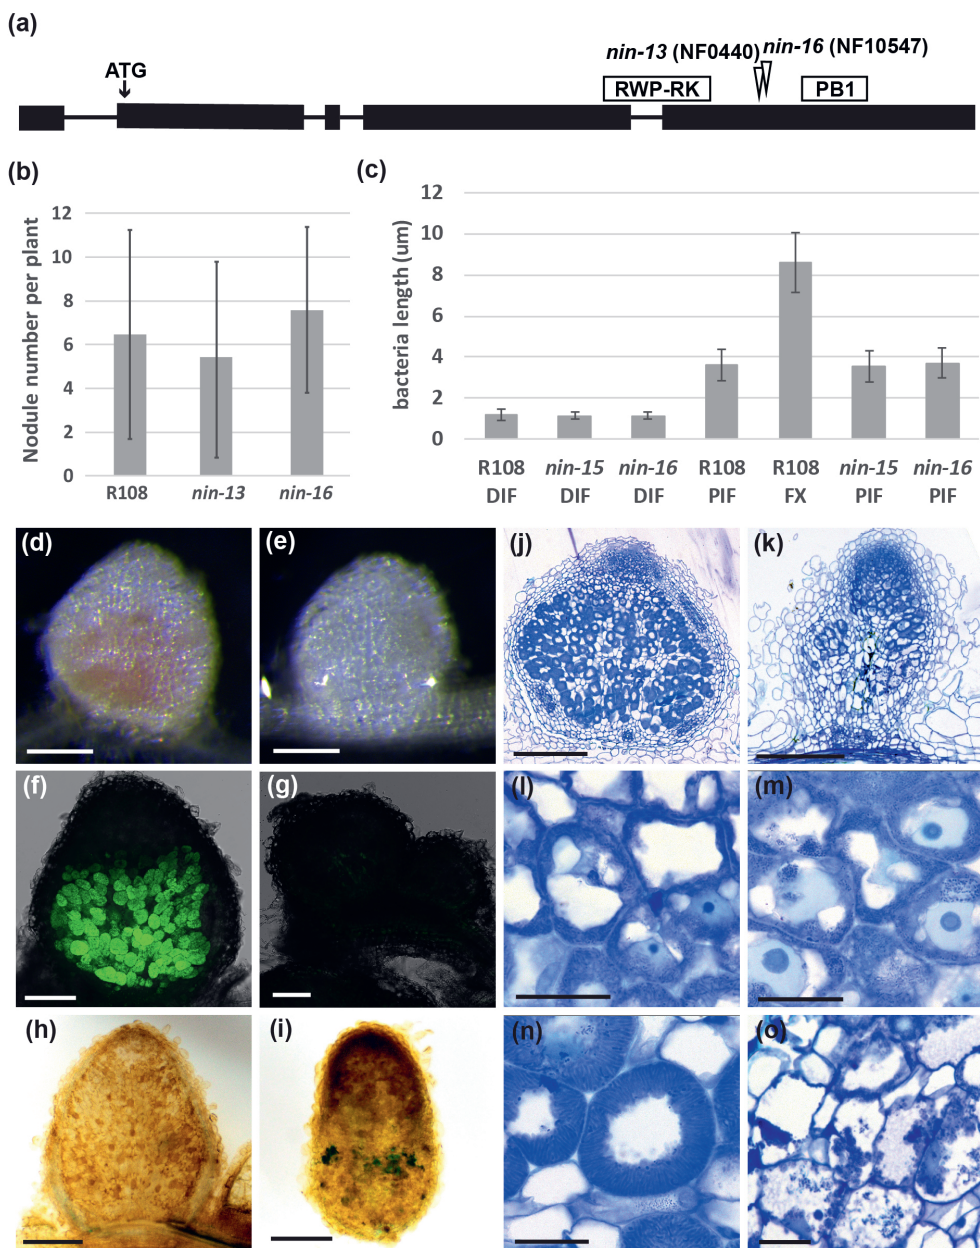 (a)
nin-13 (NF0440) nin-16 (NF10547)
ATG
RWP-RK
PB1
(b)
Nodule number per plant
12
10
8
6
4
2
0
R108 nin-13 nin-16
(c)
bacteria length (um)
12
10
8
6
4
2
0
R108 nin-15 nin-16 R108 R108 nin-15 nin-16
DIF DIF DIF PIF FX PIF PIF
(d)
(e)
(j)
(k)
(f)
(g)
(l)
(m)
(h)
(i)
(n)
(o)